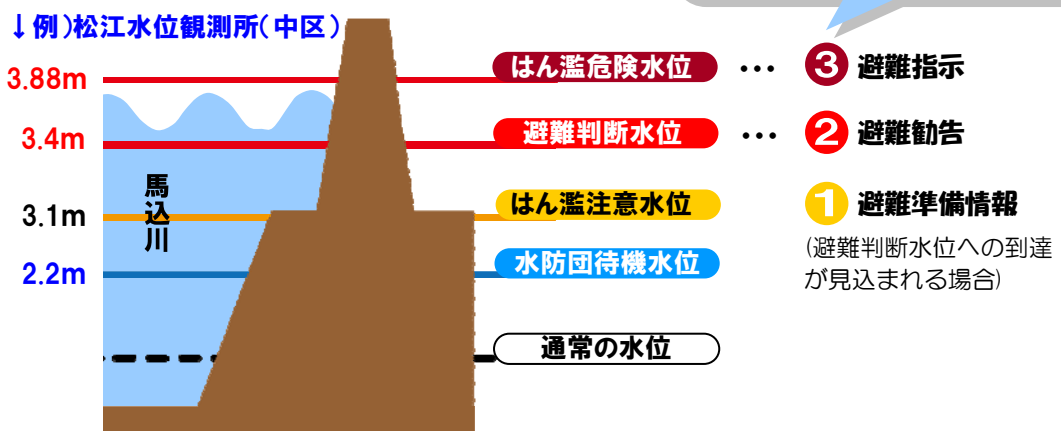 ↓例)松江水位観測所(中区)
3.88m
はん濫危険水位
…
3 避難指示
3.4m
避難判断水位
…
2 避難勧告
馬込川
3.1m
はん濫注意水位
1 避難準備情報
(避難判断水位への到達
が見込まれる場合)
2.2m
水防団待機水位
通常の水位